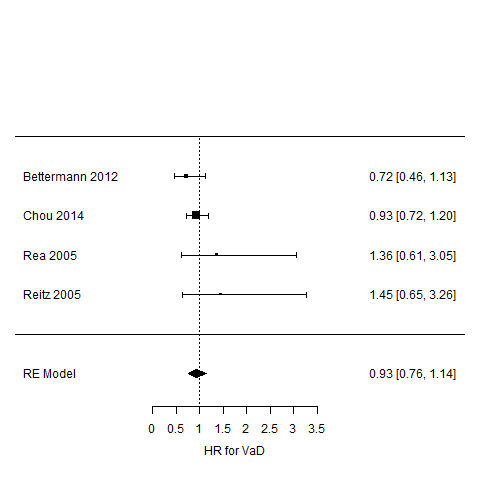 Bettermann 2012 0.72 [0.46, 1.13]
Chou 2014 0.93 [0.72, 1.20]
Rea 2005 1.36 [0.61, 3.05]
Reitz 2005 1.45 [0.65, 3.26]
RE Model 0.93 [0.76, 1.14]
0 0.5 1 1.5 2 2.5 3 3.5
HR for VaD